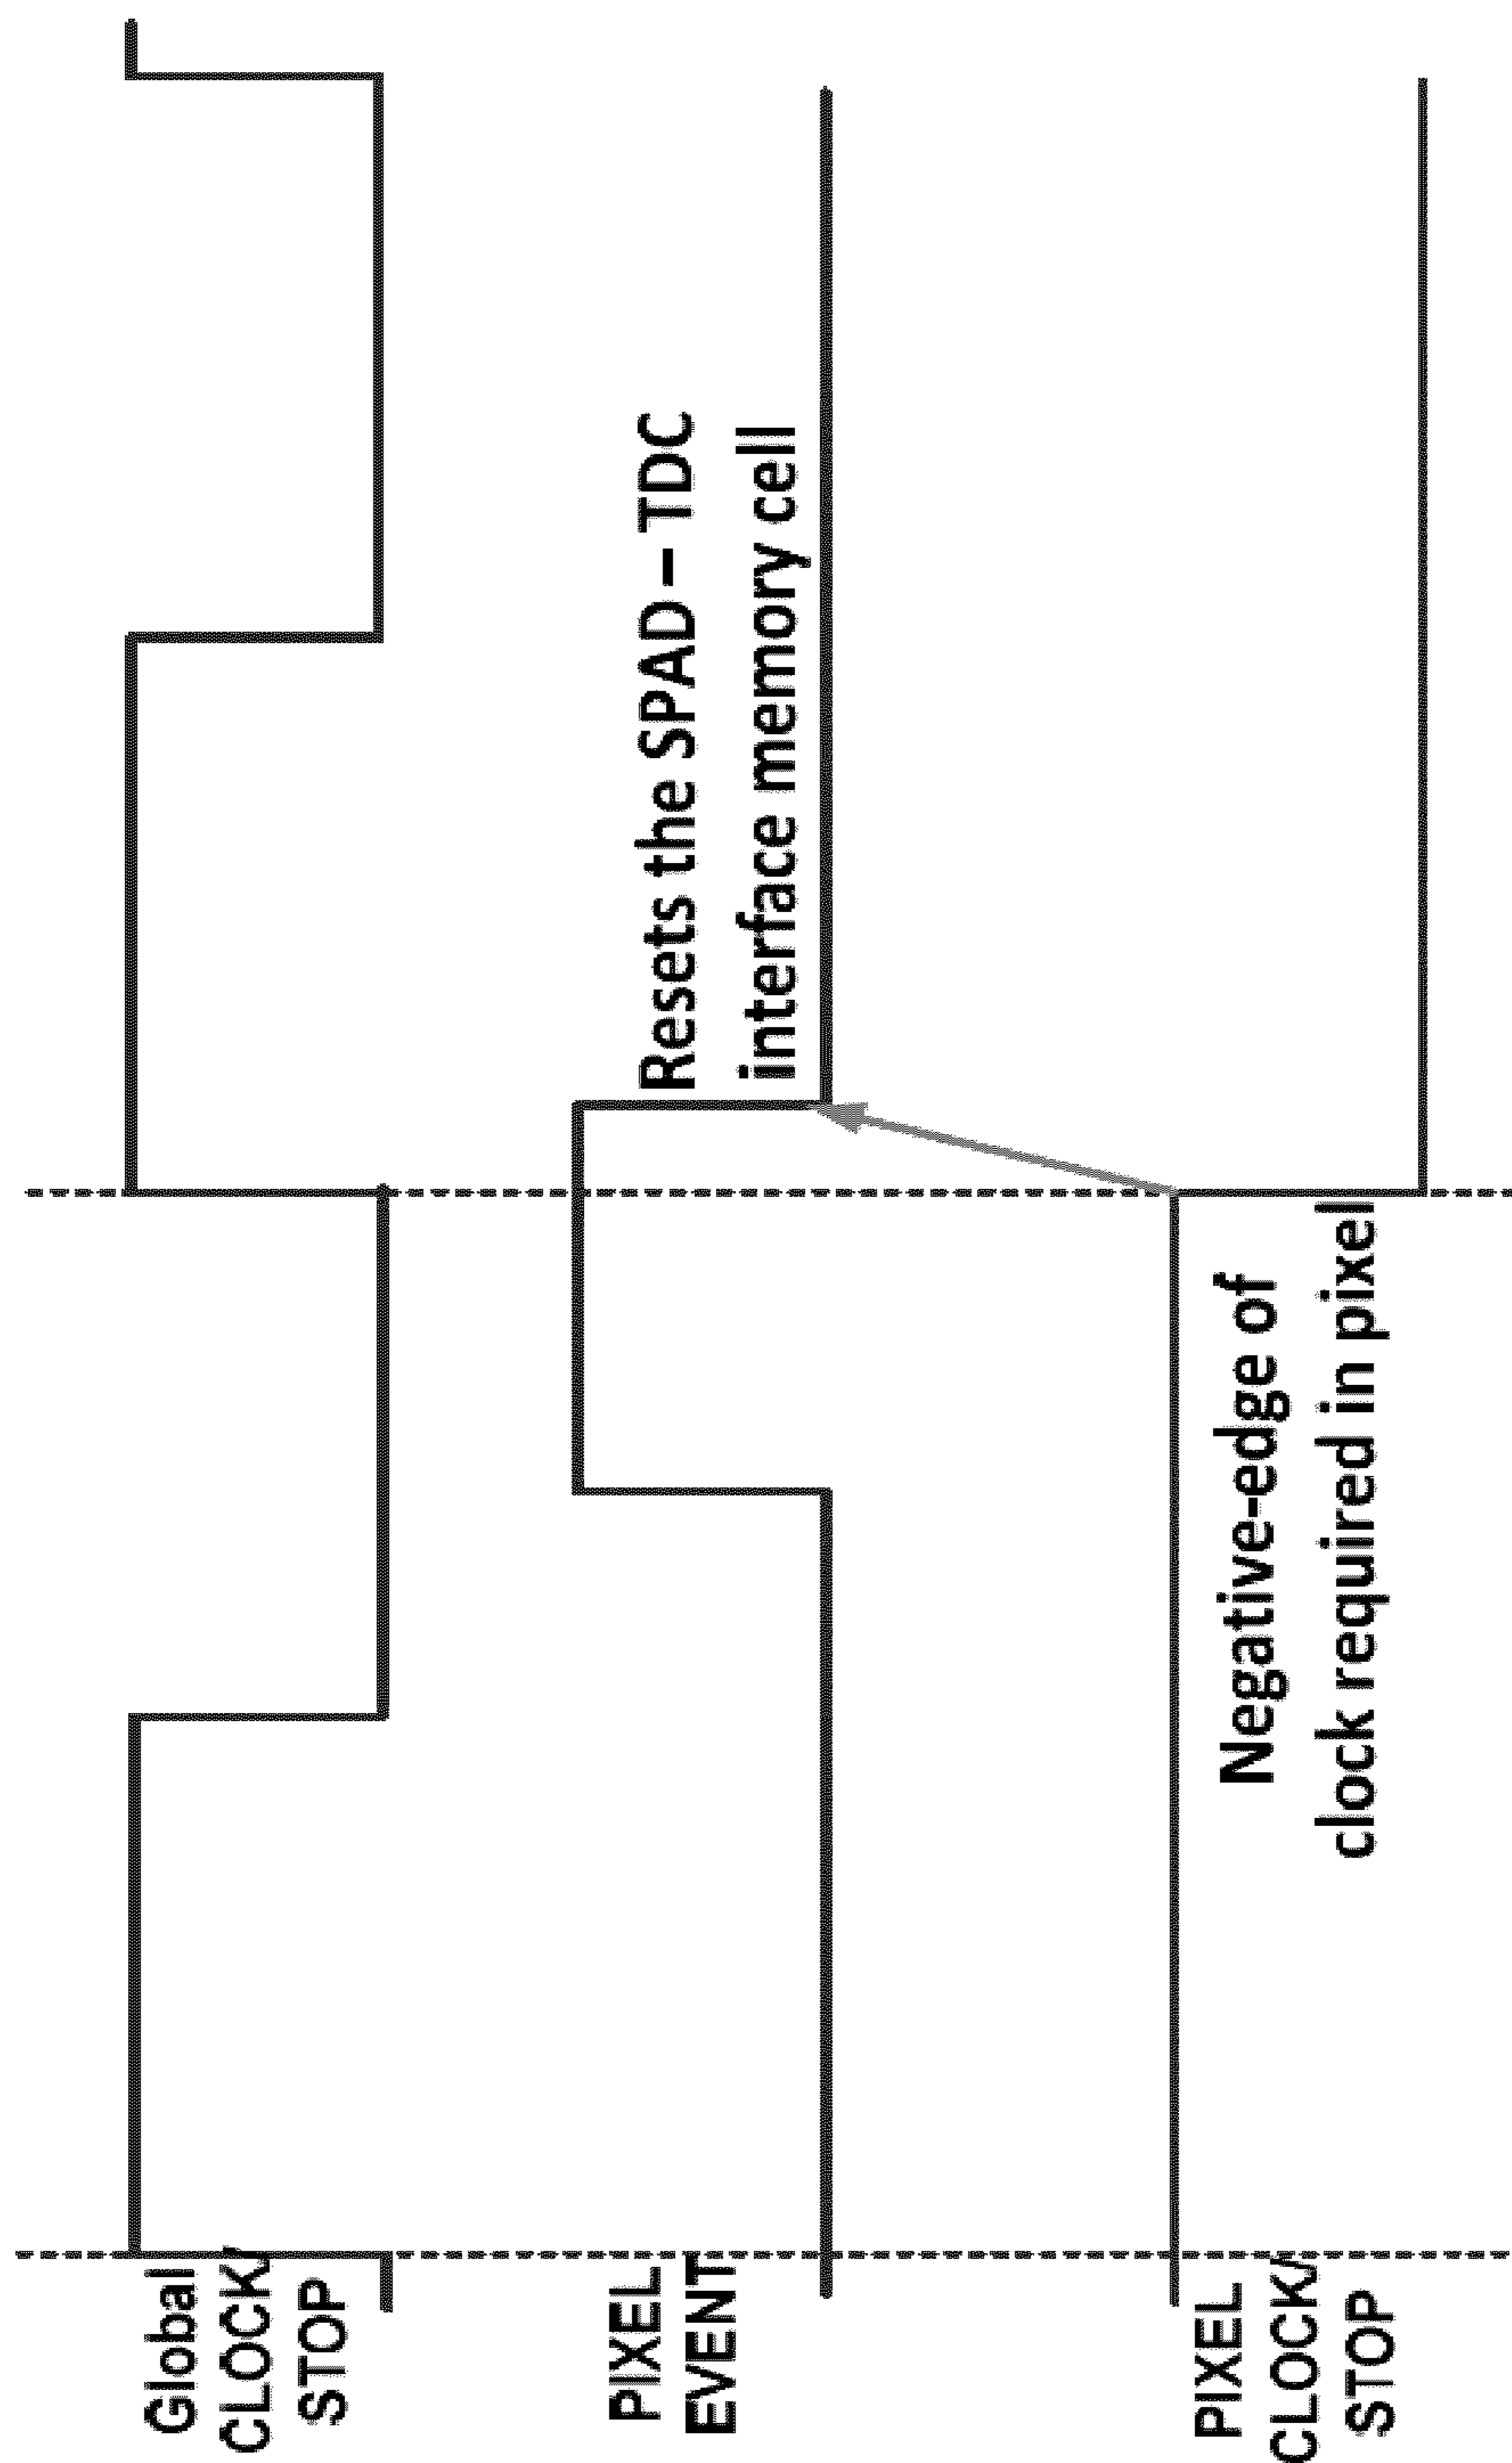 Global
CLOCK/
STOP
PIXEL
EVENT
Resets the SPAD – TDC
interface memory cell
PIXEL
CLOCK/
STOP
Negative-edge of
clock required in pixel